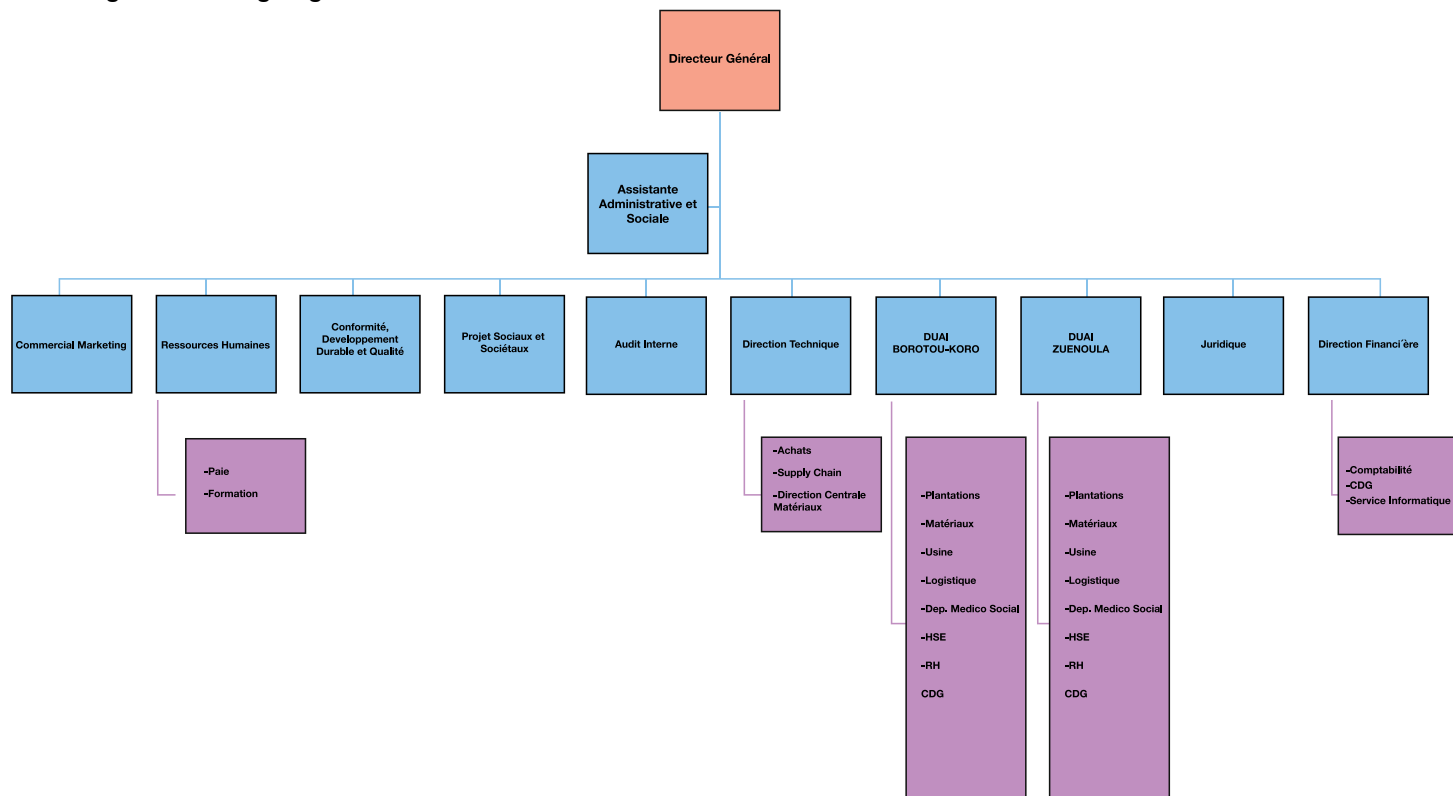 Directeur Général
Assistante
Administrative et
Sociale
Commercial Marketing
Ressources Humaines
Conformité,
Developpement
Durable et Qualité
Projet Sociaux et
Sociétaux
Audit Interne
Direction Technique
DUAI
BOROTOU-KORO
DUAI
ZUENOULA
Juridique
Direction Financi´ère
-Paie
-Formation
-Achats
-Supply Chain
-Direction Centrale
Matériaux
-Plantations
-Matériaux
-Usine
-Logistique
-Dep. Medico Social
-HSE
-RH
CDG
-Plantations
-Matériaux
-Usine
-Logistique
-Dep. Medico Social
-HSE
-RH
CDG
-Comptabilité
-CDG
-Service Informatique